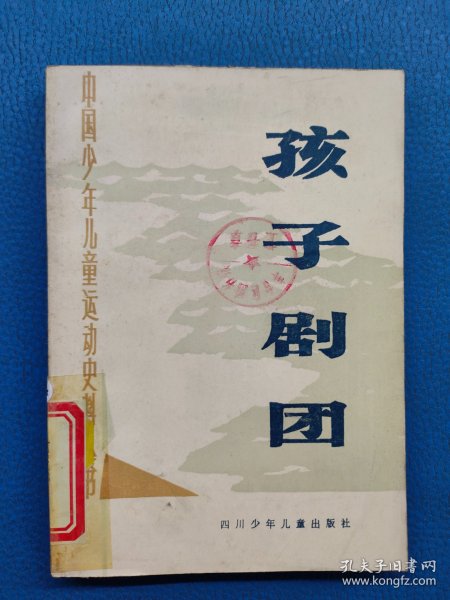 孩子剧团
中国少年儿童运动史料
书
四川少年儿童出版社
孔夫子旧书网
www.kongfz.com